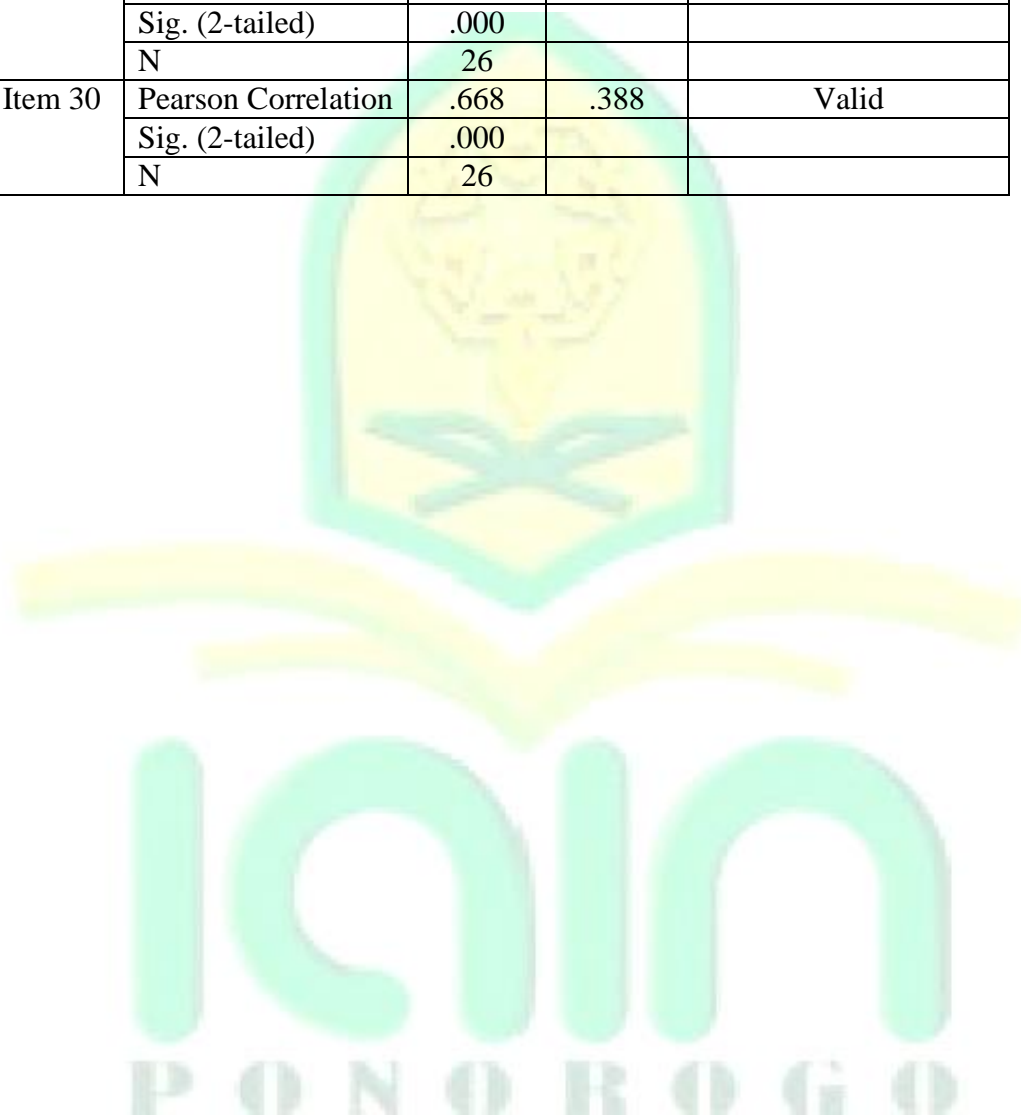 Sig. (2-tailed) .000
N 26
Item 30 Pearson Correlation .668 .388 Valid
Sig. (2-tailed) .000
N 26
iain
PONOROGO